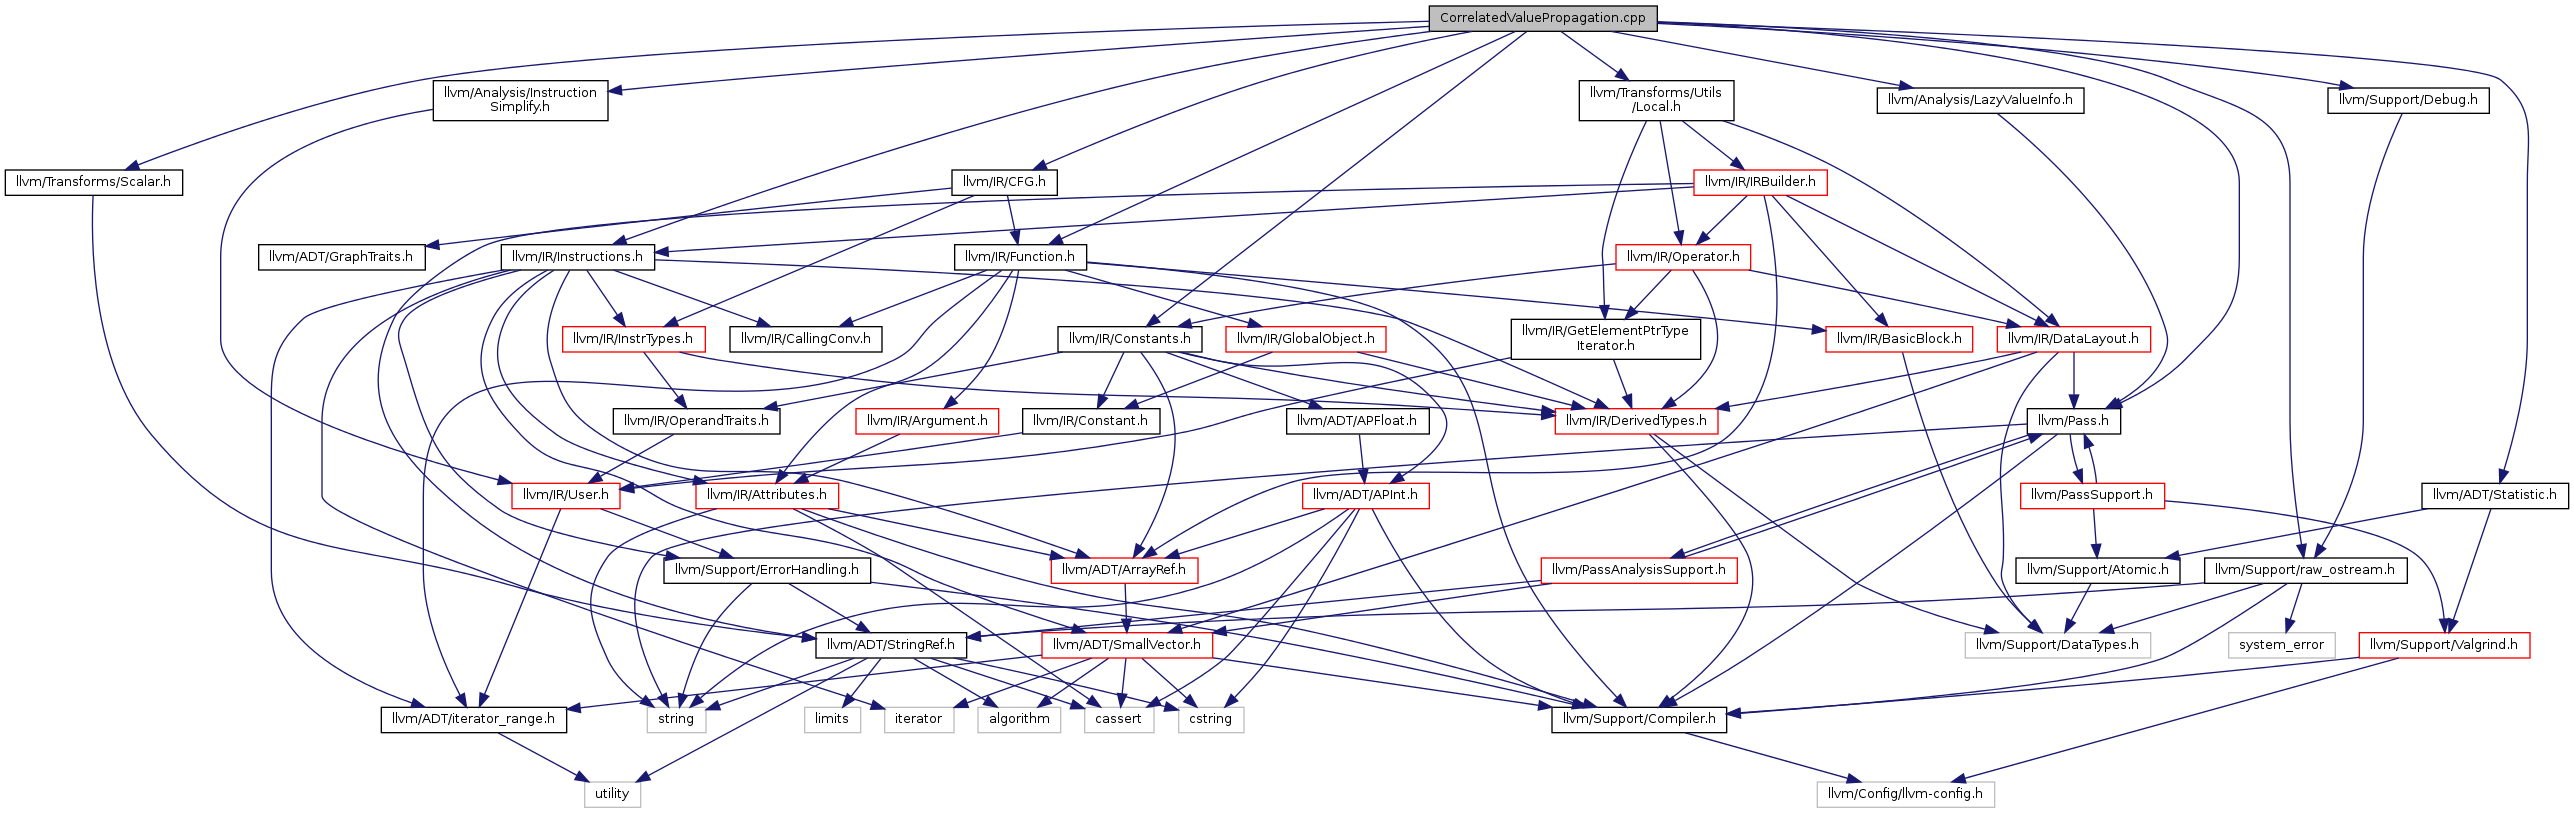 CorrelatedValuePropagation.cpp
llvm/Analysis/Instruction
Simplify.h
llvm/Transforms/Utils
/Local.h
llvm/Analysis/LazyValueInfo.h
llvm/Support/Debug.h
llvm/Transforms/Scalar.h
llvm/IR/CFG.h
llvm/IR/IRBuilder.h
llvm/ADT/GraphTraits.h
llvm/IR/Instructions.h
llvm/IR/Function.h
llvm/IR/Operator.h
llvm/IR/InstrTypes.h
llvm/IR/CallingConv.h
llvm/IR/Constants.h
llvm/IR/GlobalObject.h
llvm/IR/GetElementPtrType
Iterator.h
llvm/IR/BasicBlock.h
llvm/IR/DataLayout.h
llvm/IR/OperandTraits.h
llvm/IR/Argument.h
llvm/IR/Constant.h
llvm/ADT/APFloat.h
llvm/IR/DerivedTypes.h
llvm/Pass.h
llvm/IR/User.h
llvm/IR/Attributes.h
llvm/ADT/APInt.h
llvm/PassSupport.h
llvm/ADT/Statistic.h
llvm/Support/ErrorHandling.h
llvm/ADT/ArrayRef.h
llvm/PassAnalysisSupport.h
llvm/Support/Atomic.h
llvm/Support/raw_ostream.h
llvm/ADT/StringRef.h
llvm/ADT/SmallVector.h
llvm/Support/DataTypes.h
system_error
llvm/Support/Valgrind.h
llvm/ADT/iterator_range.h
string
limits
iterator
algorithm
cassert
cstring
llvm/Support/Compiler.h
utility
llvm/Config/llvm-config.h